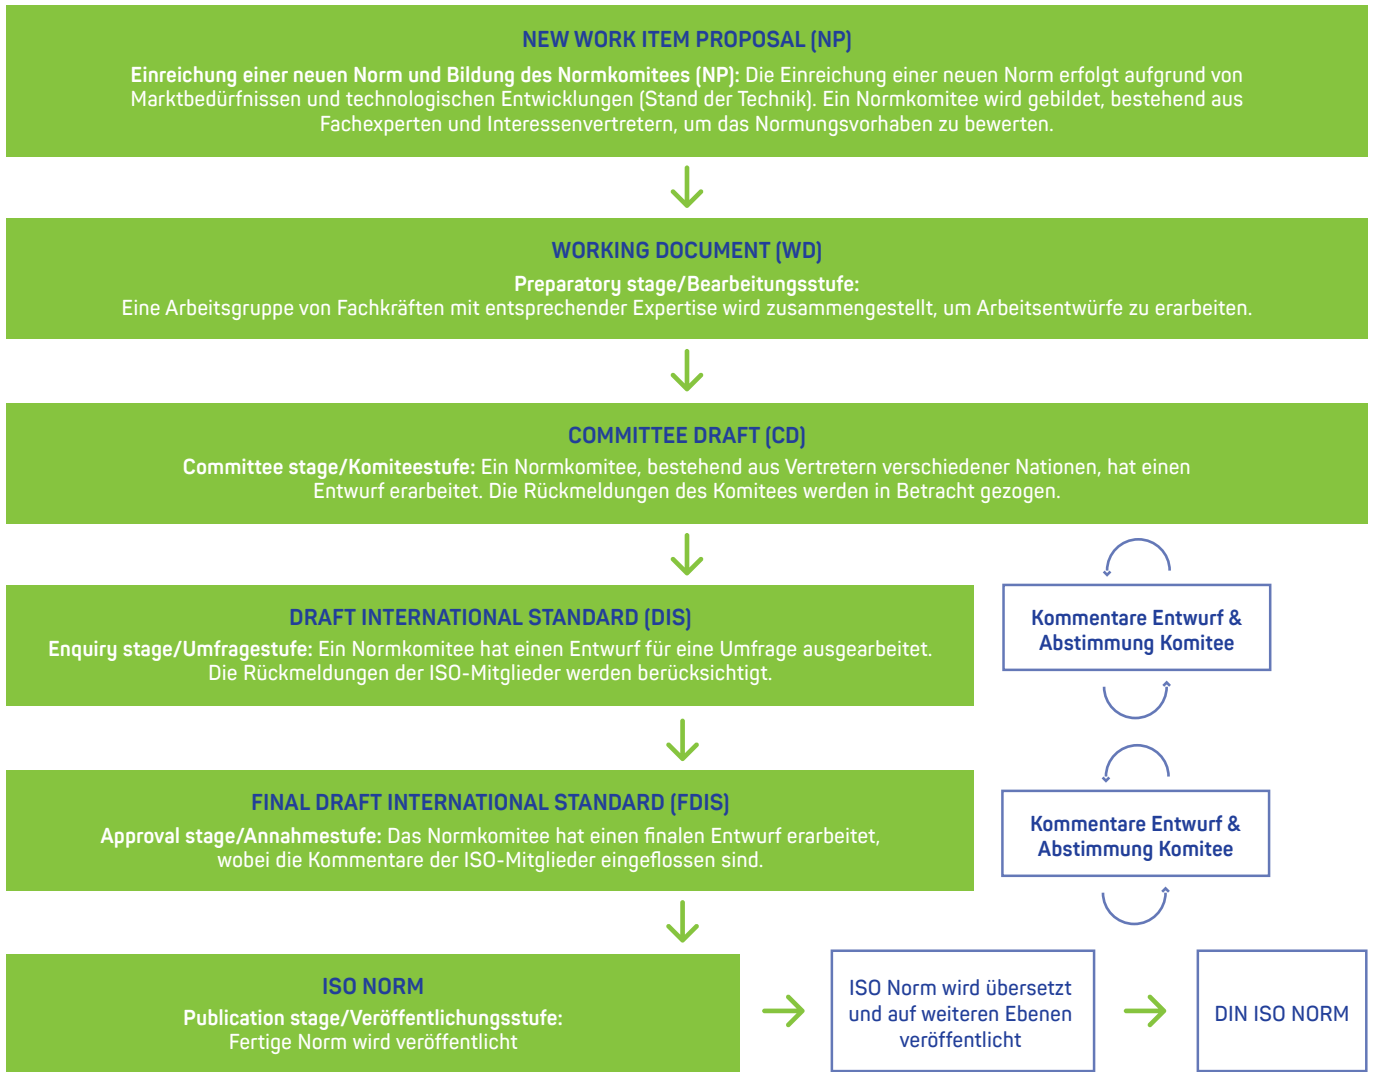 NEW WORK ITEM PROPOSAL (NP)
Einreichung einer neuen Norm und Bildung des Normkomitees (NP): Die Einreichung einer neuen Norm erfolgt aufgrund von
Marktbedürfnissen und technologischen Entwicklungen (Stand der Technik). Ein Normkomitee wird gebildet, bestehend aus
Fachexperten und Interessenvertretern, um das Normungsvorhaben zu bewerten.
WORKING DOCUMENT (WD)
Preparatory stage/Bearbeitungsstufe:
Eine Arbeitsgruppe von Fachkräften mit entsprechender Expertise wird zusammengestellt, um Arbeitsentwürfe zu erarbeiten.
COMMITTEE DRAFT (CD)
Committee stage/Komiteestufe: Ein Normkomitee, bestehend aus Vertretern verschiedener Nationen, hat einen
Entwurf erarbeitet. Die Rückmeldungen des Komitees werden in Betracht gezogen.
DRAFT INTERNATIONAL STANDARD (DIS)
Enquiry stage/Umfragestufe: Ein Normkomitee hat einen Entwurf für eine Umfrage ausgearbeitet.
Die Rückmeldungen der ISO-Mitglieder werden berücksichtigt.
Kommentare Entwurf &
Abstimmung Komitee
FINAL DRAFT INTERNATIONAL STANDARD (FDIS)
Approval stage/Annahmestufe: Das Normkomitee hat einen finalen Entwurf erarbeitet,
wobei die Kommentare der ISO-Mitglieder eingeflossen sind.
Kommentare Entwurf &
Abstimmung Komitee
ISO NORM
Publication stage/Veröffentlichungsstufe:
Fertige Norm wird veröffentlicht
ISO Norm wird übersetzt
und auf weiteren Ebenen
veröffentlicht
DIN ISO NORM